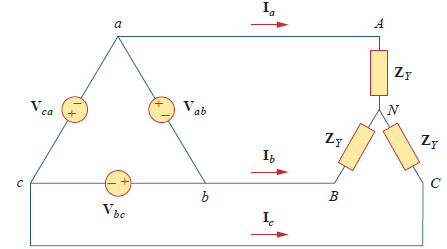 I_a
a
A
Z_Y
V_ca
− +
+ −
V_ab
N
Z_Y
Z_Y
I_b
c
− +
b
B
C
V_bc
I_c